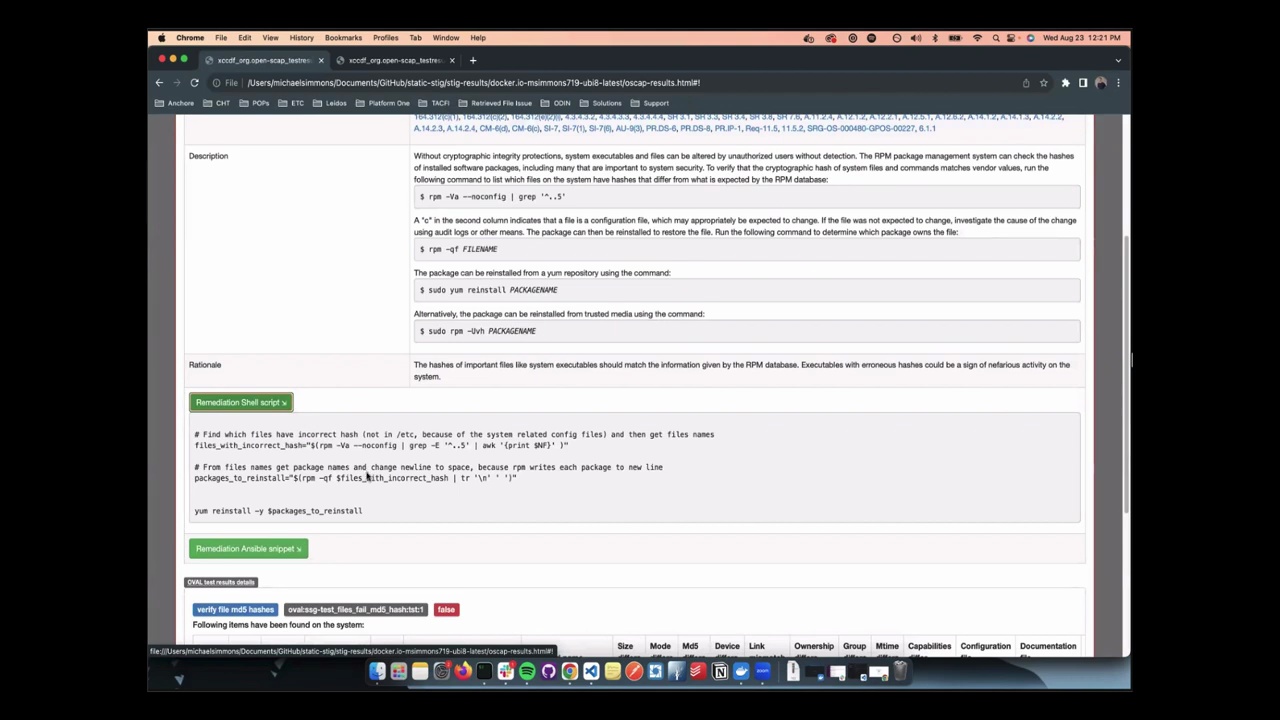 Chrome File Edit View History Bookmarks Profiles Tab Window Help
Wed Aug 23 12:21 PM
xccdf_org.open-scap_testres
xccdf_org.open-scap_testresu
File /Users/michaelsimmons/Documents/GitHub/static-stig/stig-results/docker.io-msimmons719-ubi8-latest/oscap-results.html#!
Anchore CHT POPs ETC Leidos Platform One TACFI Retrieved File Issue ODIN Solutions Support
164.312(c)(1), 164.312(c)(2), 164.312(e)(2)(i), 4.3.4.3.2, 4.3.4.3.3, 4.3.4.4.4, SR 3.1, SR 3.3, SR 3.4, SR 3.8, SR 7.6, A.11.2.4, A.12.1.2, A.12.2.1, A.12.5.1, A.12.6.2, A.14.1.2, A.14.1.3, A.14.2.2,
A.14.2.3, A.14.2.4, CM-6(d), CM-6(c), SI-7, SI-7(1), SI-7(6), AU-9(3), PR.DS-6, PR.DS-8, PR.IP-1, Req-11.5, 11.5.2, SRG-OS-000480-GPOS-00227, 6.1.1
Description
Without cryptographic integrity protections, system executables and files can be altered by unauthorized users without detection. The RPM package management system can check the hashes
of installed software packages, including many that are important to system security. To verify that the cryptographic hash of system files and commands matches vendor values, run the
following command to list which files on the system have hashes that differ from what is expected by the RPM database:
$ rpm -Va --noconfig | grep '^..5'
A "c" in the second column indicates that a file is a configuration file, which may appropriately be expected to change. If the file was not expected to change, investigate the cause of the change
using audit logs or other means. The package can then be reinstalled to restore the file. Run the following command to determine which package owns the file:
$ rpm -qf FILENAME
The package can be reinstalled from a yum repository using the command:
$ sudo yum reinstall PACKAGENAME
Alternatively, the package can be reinstalled from trusted media using the command:
$ sudo rpm -Uvh PACKAGENAME
Rationale
The hashes of important files like system executables should match the information given by the RPM database. Executables with erroneous hashes could be a sign of nefarious activity on the
system.
Remediation Shell script
# Find which files have incorrect hash (not in /etc, because of the system related config files) and then get files names
files_with_incorrect_hash="$(rpm -Va --noconfig | grep -E '^..5' | awk '{print $NF}' )"
# From files names get package names and change newline to space, because rpm writes each package to new line
packages_to_reinstall="$(rpm -qf $files_with_incorrect_hash | tr '\n' ' ')"
yum reinstall -y $packages_to_reinstall
Remediation Ansible snippet
OVAL test results details
verify file md5 hashes oval:ssg-test_files_fail_md5_hash:tst:1 false
Following items have been found on the system:
Size Mode Md5 Device Link Ownership Group Mtime Capabilities Configuration Documentation
file:///Users/michaelsimmons/Documents/GitHub/static-stig/stig-results/docker.io-msimmons719-ubi8-latest/oscap-results.html#!